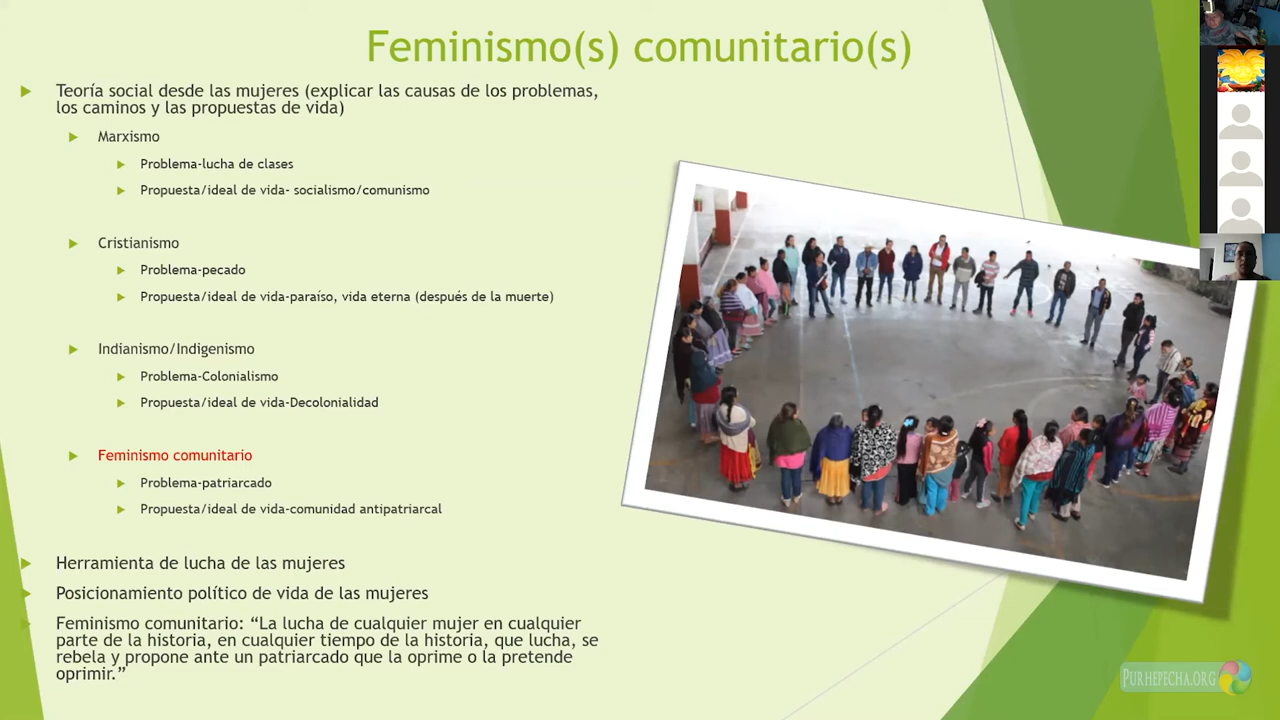 Feminismo(s) comunitario(s)
Teoría social desde las mujeres (explicar las causas de los problemas,
los caminos y las propuestas de vida)
Marxismo
Problema-lucha de clases
Propuesta/ideal de vida- socialismo/comunismo
Cristianismo
Problema-pecado
Propuesta/ideal de vida-paraíso, vida eterna (después de la muerte)
Indianismo/Indigenismo
Problema-Colonialismo
Propuesta/ideal de vida-Decolonialidad
Feminismo comunitario
Problema-patriarcado
Propuesta/ideal de vida-comunidad antipatriarcal
Herramienta de lucha de las mujeres
Posicionamiento político de vida de las mujeres
Feminismo comunitario: “La lucha de cualquier mujer en cualquier
parte de la historia, en cualquier tiempo de la historia, que lucha, se
rebela y propone ante un patriarcado que la oprime o la pretende
oprimir.”
PURHEPECHA.ORG